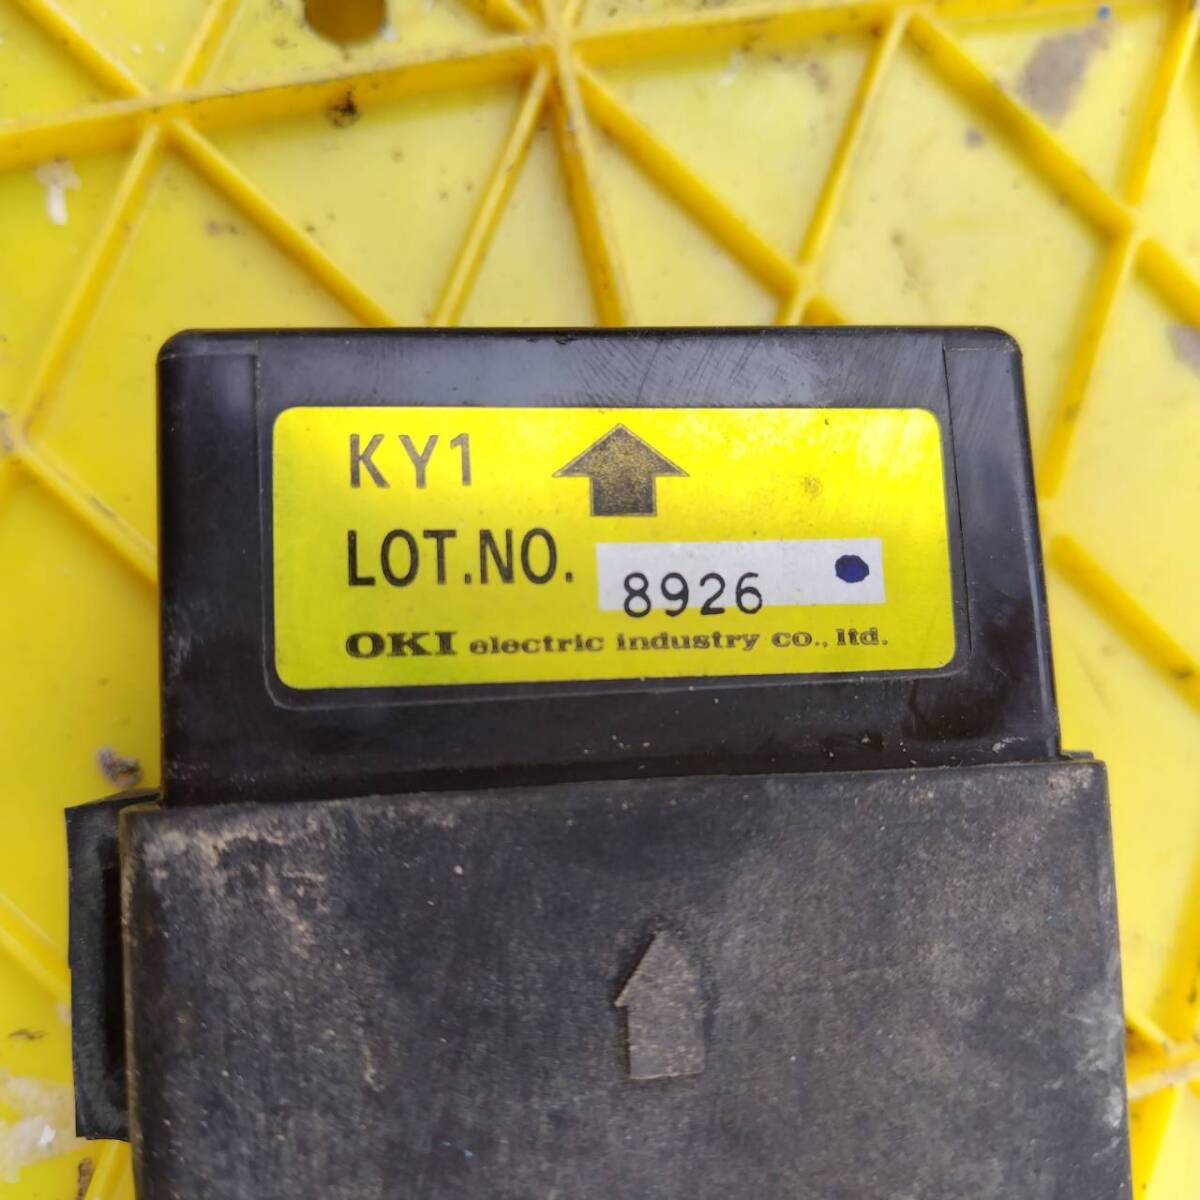 KY1
LOT.NO. 8926
OKI electric industry co., ltd.